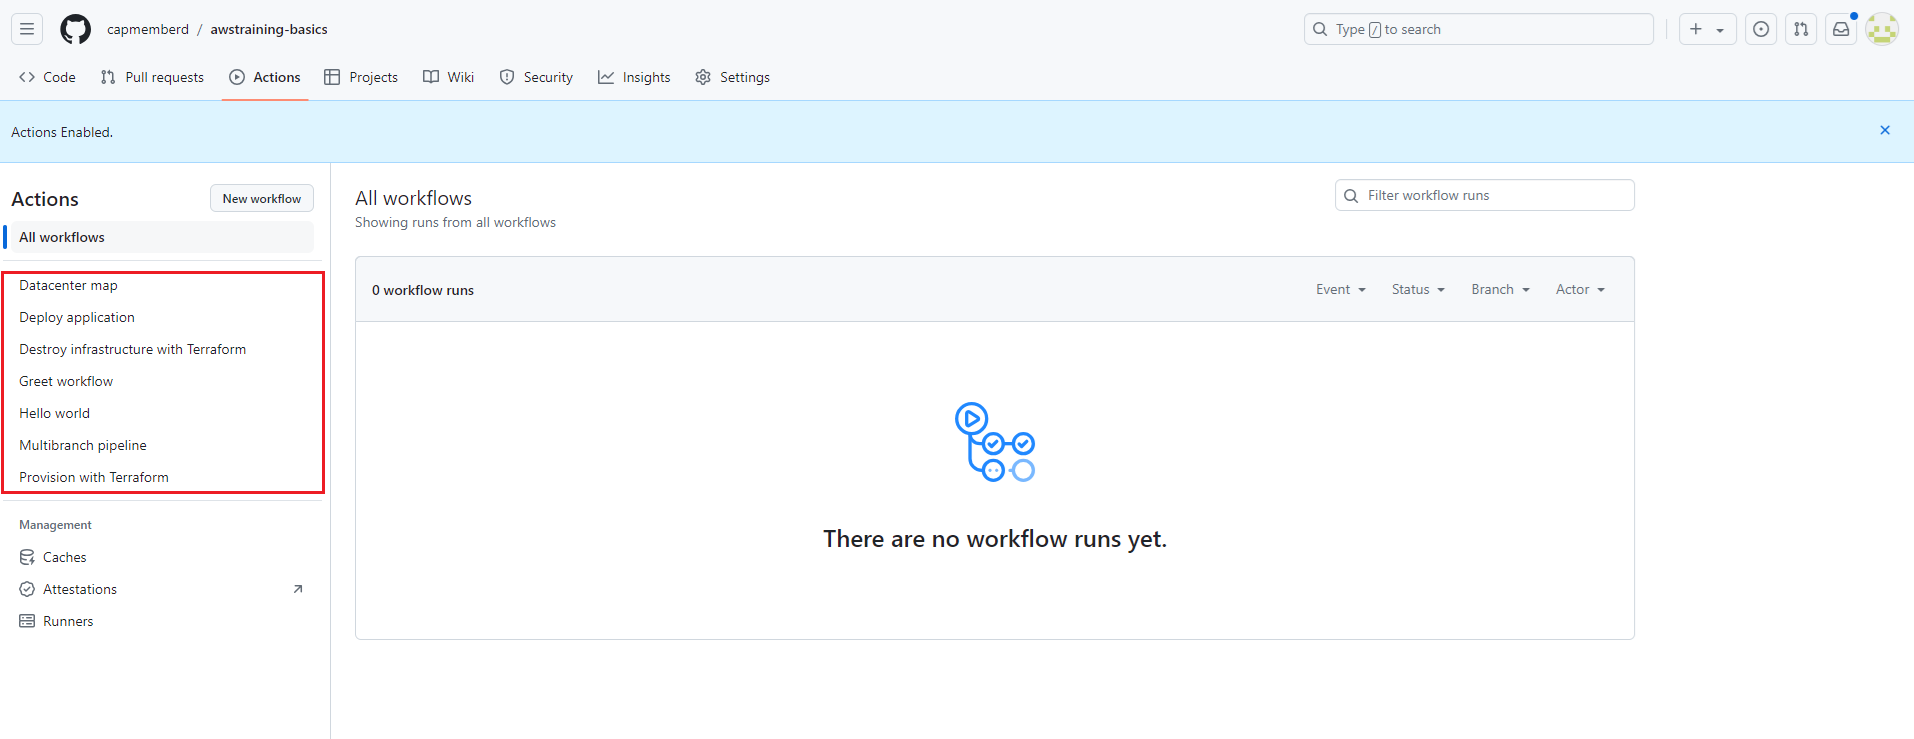 capmemberd / awstraining-basics
Type / to search
Code Pull requests Actions Projects Wiki Security Insights Settings
Actions Enabled.
Actions
New workflow
All workflows
Datacenter map
Deploy application
Destroy infrastructure with Terraform
Greet workflow
Hello world
Multibranch pipeline
Provision with Terraform
Management
Caches
Attestations
Runners
All workflows
Showing runs from all workflows
Filter workflow runs
0 workflow runs
Event Status Branch Actor
There are no workflow runs yet.